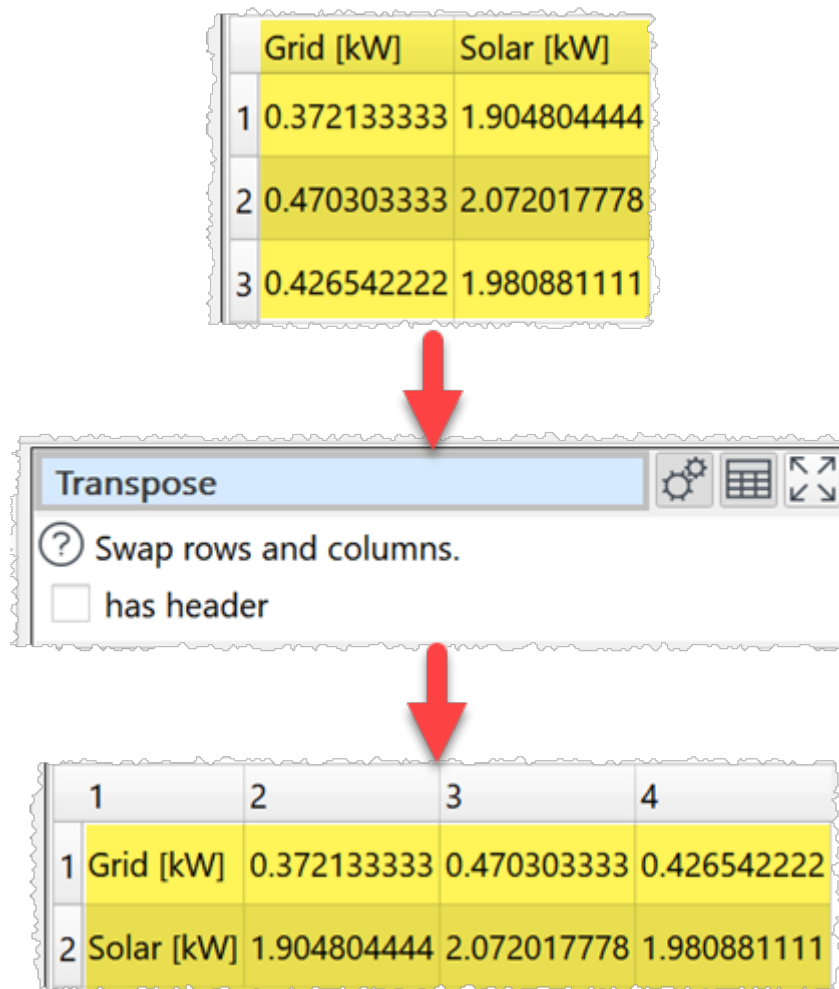 Grid [kW] Solar [kW]
1 0.372133333 1.904804444
2 0.470303333 2.072017778
3 0.426542222 1.980881111
Transpose
? Swap rows and columns.
has header
1 2 3 4
1 Grid [kW] 0.372133333 0.470303333 0.426542222
2 Solar [kW] 1.904804444 2.072017778 1.980881111